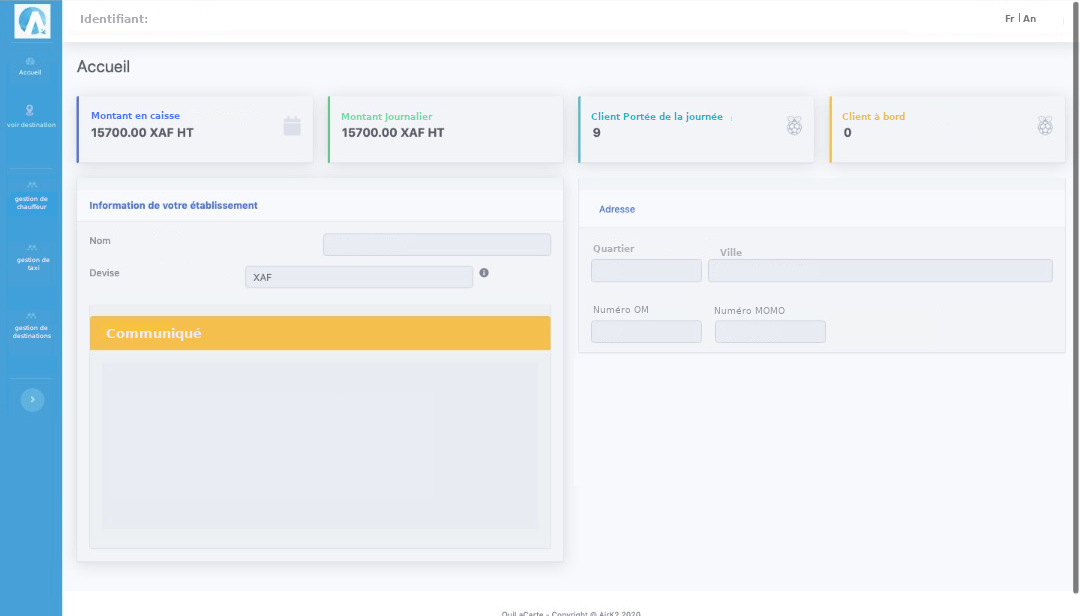 Identifiant:
Fr | An
Accueil
voir destination
gestion de
chauffeur
gestion de
taxi
gestion de
destinations
Accueil
Montant en caisse
15700.00 XAF HT
Montant Journalier
15700.00 XAF HT
Client Portée de la journée
9
Client à bord
0
Information de votre établissement
Nom
Devise
XAF
Communiqué
Adresse
Quartier
Ville
Numéro OM
Numéro MOMO
OuiLaCarte - Copyright © AirK2 2020